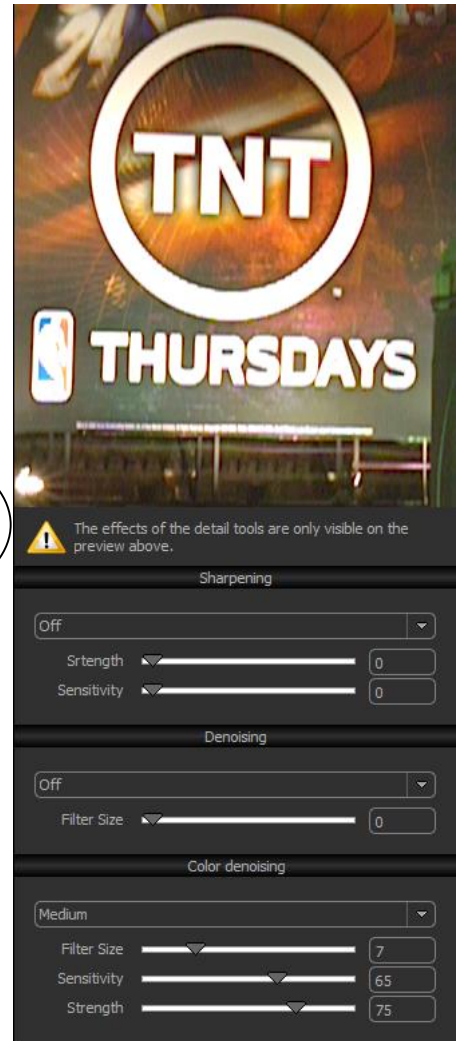 TNT
THURSDAYS
The effects of the detail tools are only visible on the
preview above.
Sharpening
Off
Srtength 0
Sensitivity 0
Denoising
Off
Filter Size 0
Color denoising
Medium
Filter Size 7
Sensitivity 65
Strength 75